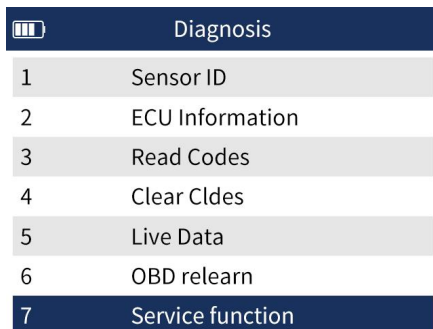 Diagnosis
1 Sensor ID
2 ECU Information
3 Read Codes
4 Clear Cldes
5 Live Data
6 OBD relearn
7 Service function